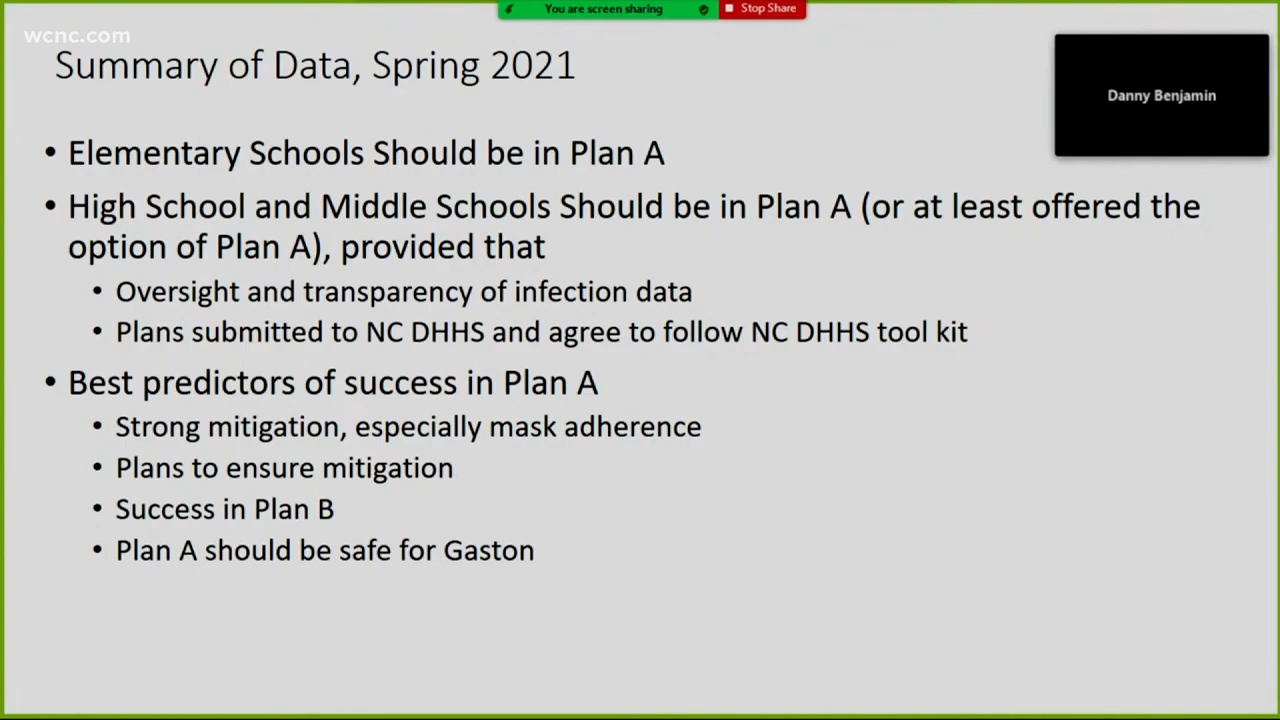 You are screen sharing
Stop Share
wcnc.com
Summary of Data, Spring 2021
Danny Benjamin
• Elementary Schools Should be in Plan A
• High School and Middle Schools Should be in Plan A (or at least offered the
option of Plan A), provided that
• Oversight and transparency of infection data
• Plans submitted to NC DHHS and agree to follow NC DHHS tool kit
• Best predictors of success in Plan A
• Strong mitigation, especially mask adherence
• Plans to ensure mitigation
• Success in Plan B
• Plan A should be safe for Gaston